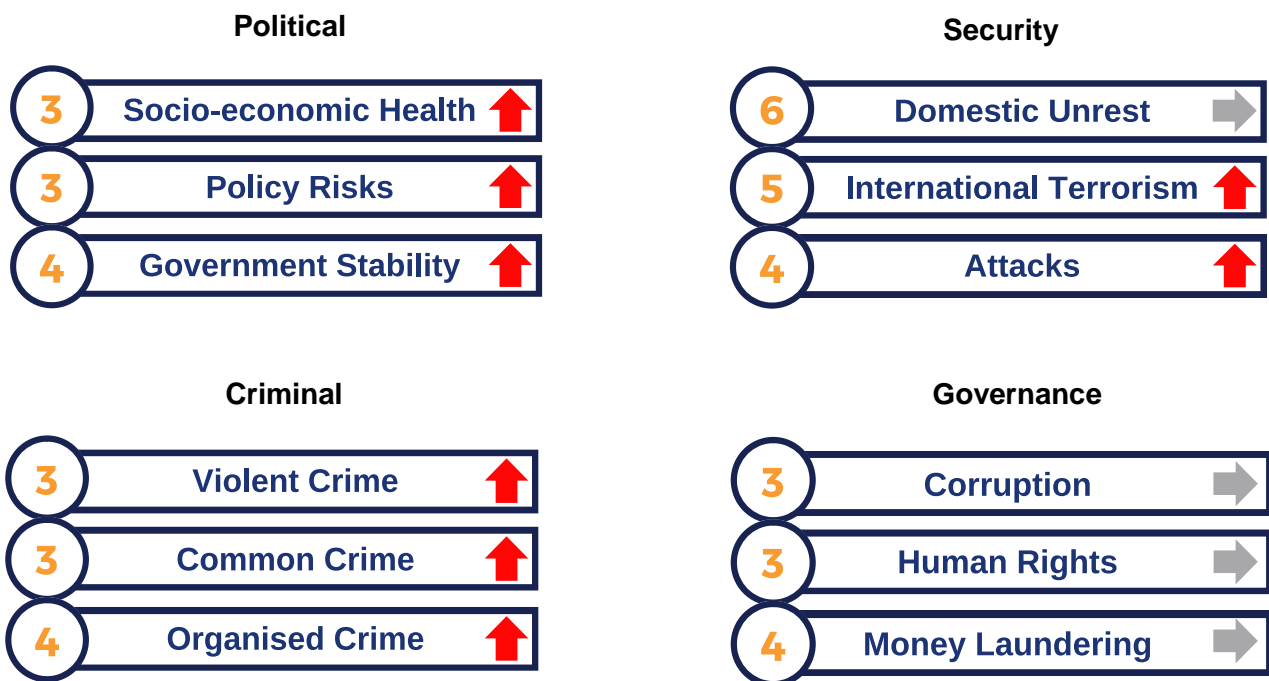 Political
3 Socio-economic Health
3 Policy Risks
4 Government Stability
Security
6 Domestic Unrest
5 International Terrorism
4 Attacks
Criminal
3 Violent Crime
3 Common Crime
4 Organised Crime
Governance
3 Corruption
3 Human Rights
4 Money Laundering